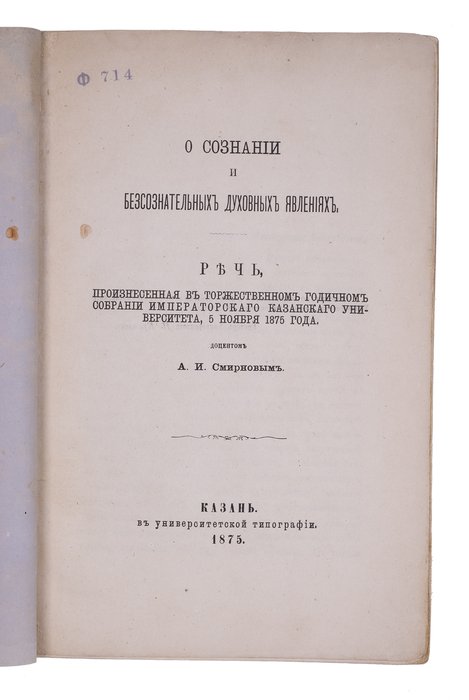 Ф 714
О СОЗНАНІИ
И
БЕЗСОЗНАТЕЛЬНЫХЪ ДУХОВНЫХЪ ЯВЛЕНІЯХЪ.
РѢЧЬ,
ПРОИЗНЕСЕННАЯ ВЪ ТОРЖЕСТВЕННОМЪ ГОДИЧНОМЪ
СОБРАНІИ ИМПЕРАТОРСКАГО КАЗАНСКАГО УНИ-
ВЕРСИТЕТА, 5 НОЯБРЯ 1875 ГОДА.
ДОЦЕНТОМЪ
А. И. Смирновымъ.
КАЗАНЬ.
въ университетской типографіи.
1875.